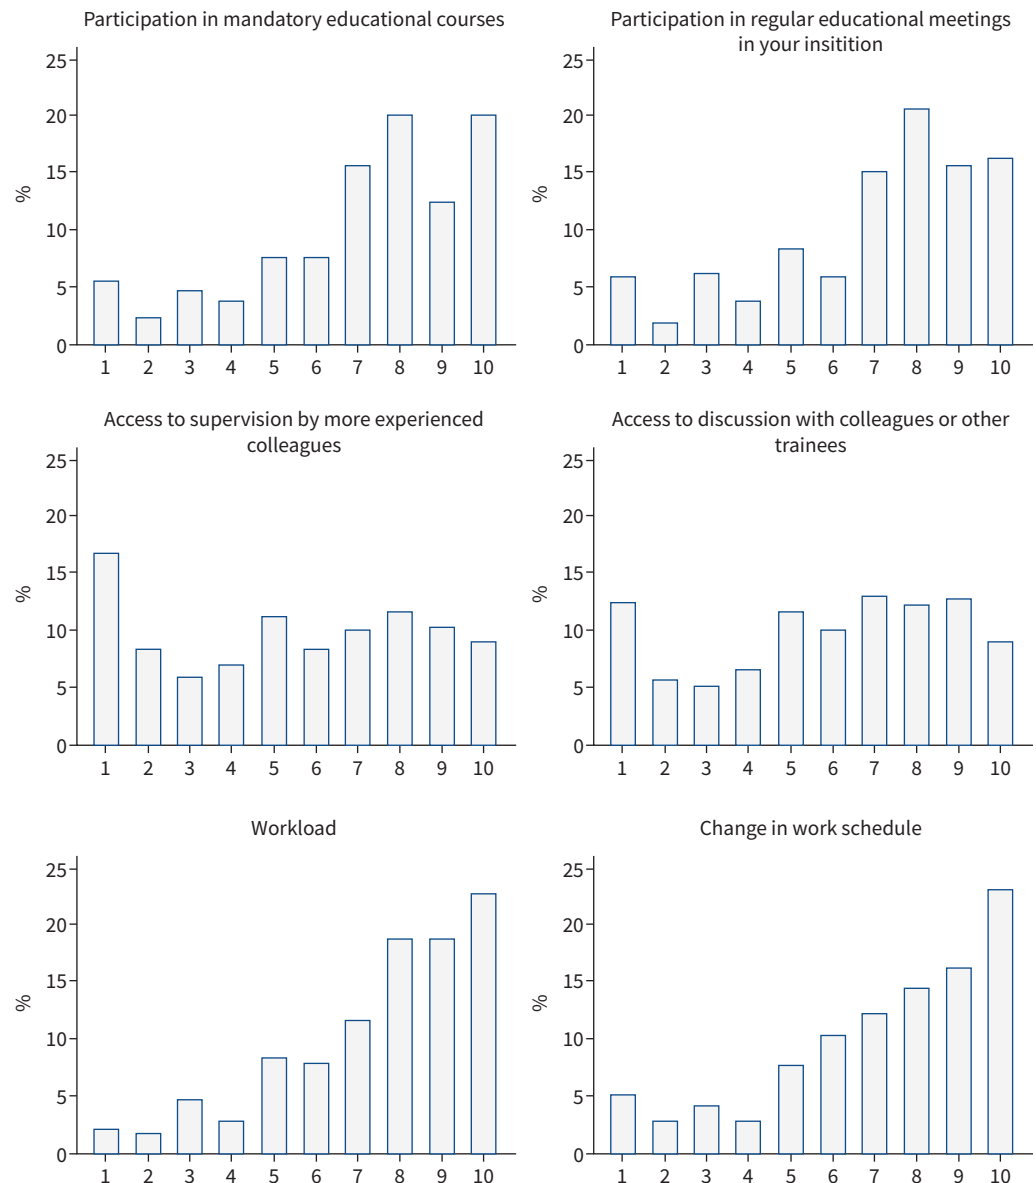 Participation in mandatory educational courses
25
20
15
10
5
0
%
1 2 3 4 5 6 7 8 9 10
Participation in regular educational meetings
in your insitition
25
20
15
10
5
0
%
1 2 3 4 5 6 7 8 9 10
Access to supervision by more experienced
colleagues
25
20
15
10
5
0
%
1 2 3 4 5 6 7 8 9 10
Access to discussion with colleagues or other
trainees
25
20
15
10
5
0
%
1 2 3 4 5 6 7 8 9 10
Workload
25
20
15
10
5
0
%
1 2 3 4 5 6 7 8 9 10
Change in work schedule
25
20
15
10
5
0
%
1 2 3 4 5 6 7 8 9 10